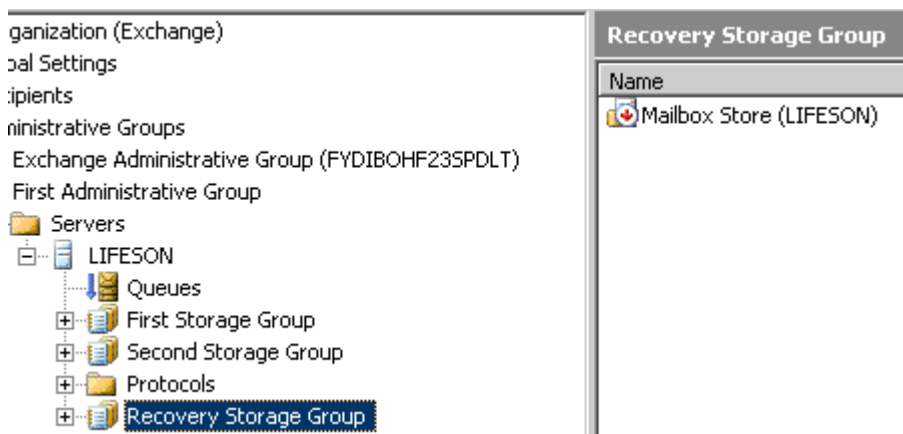 ganization (Exchange)
bal Settings
cipients
ministrative Groups
Exchange Administrative Group (FYDIBOHF23SPDLT)
First Administrative Group
Servers
LIFESON
Queues
First Storage Group
Second Storage Group
Protocols
Recovery Storage Group
Recovery Storage Group
Name
Mailbox Store (LIFESON)